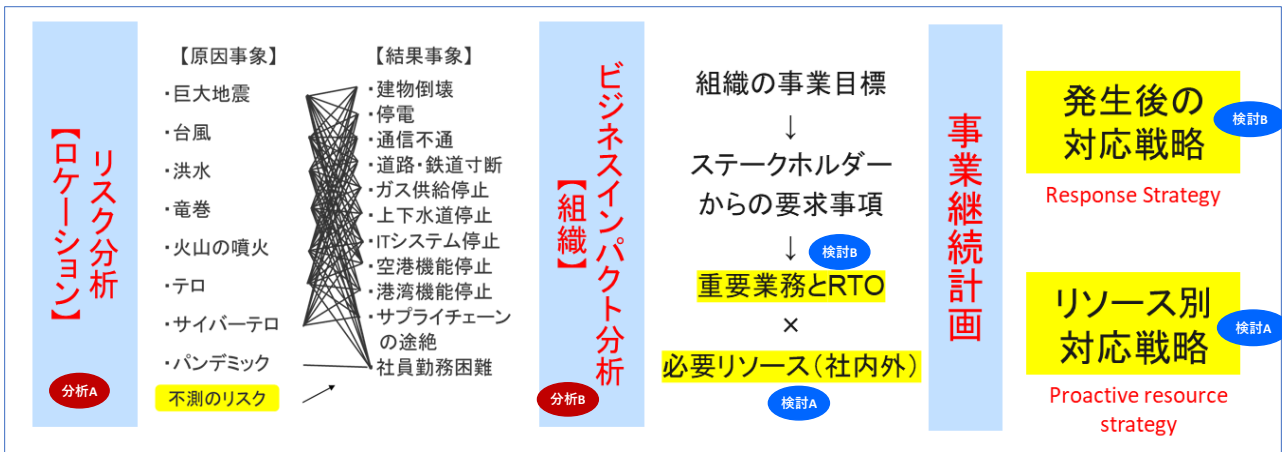 リスク分析
【ロケーション】
分析A
【原因事象】
・巨大地震
・台風
・洪水
・竜巻
・火山の噴火
・テロ
・サイバーテロ
・パンデミック
不測のリスク
【結果事象】
・建物倒壊
・停電
・通信不通
・道路・鉄道寸断
・ガス供給停止
・上下水道停止
・ITシステム停止
・空港機能停止
・港湾機能停止
・サプライチェーン
の途絶
社員勤務困難
ビジネスインパクト分析
【組織】
分析B
組織の事業目標
↓
ステークホルダー
からの要求事項
↓
検討B
重要業務とRTO
×
必要リソース(社内外)
検討A
事業継続計画
発生後の
対応戦略
検討B
Response Strategy
リソース別
対応戦略
検討A
Proactive resource
strategy